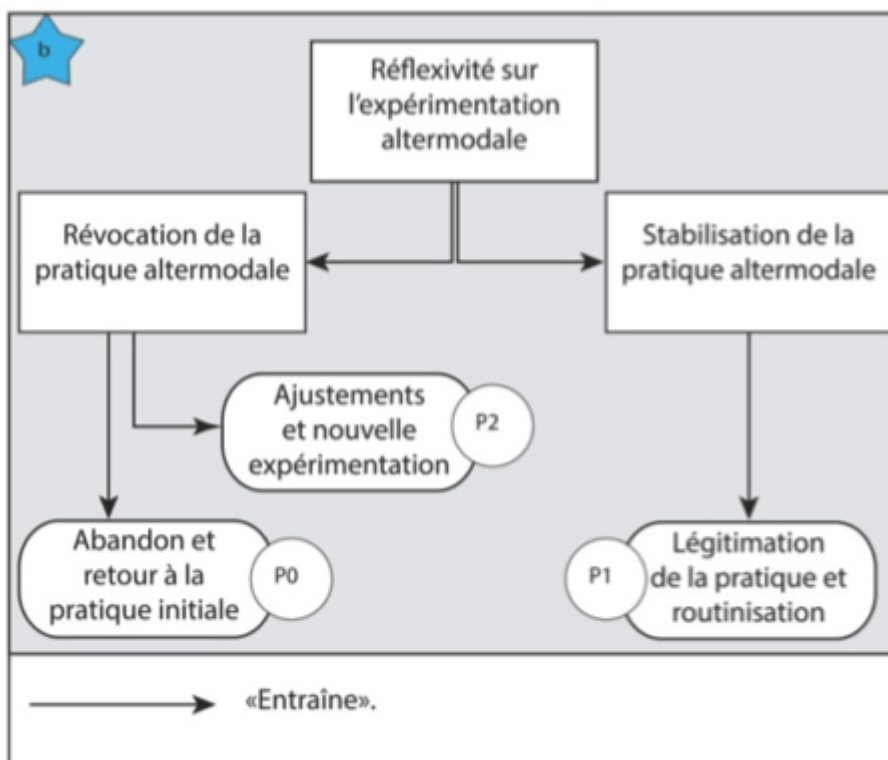 b
Réflexivité sur
l'expérimentation
altermodale
Révocation de la
pratique altermodale
Stabilisation de la
pratique altermodale
Ajustements
et nouvelle
expérimentation
P2
Abandon et
retour à la
pratique initiale
P0
P1
Légitimation
de la pratique et
routinisation
«Entraîne».